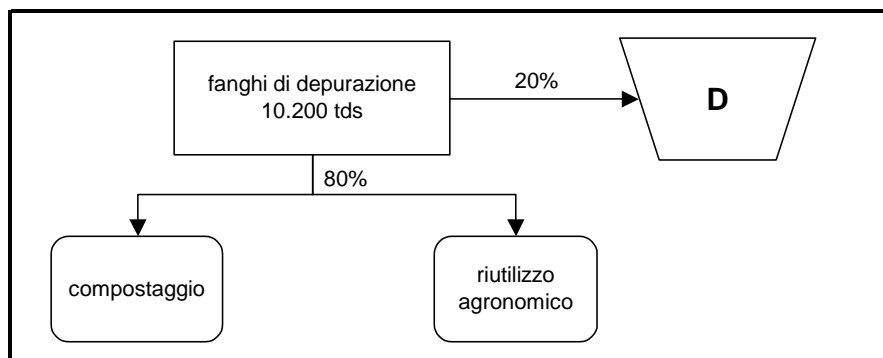 fanghi di depurazione
10.200 tds
20%
D
80%
compostaggio
riutilizzo
agronomico